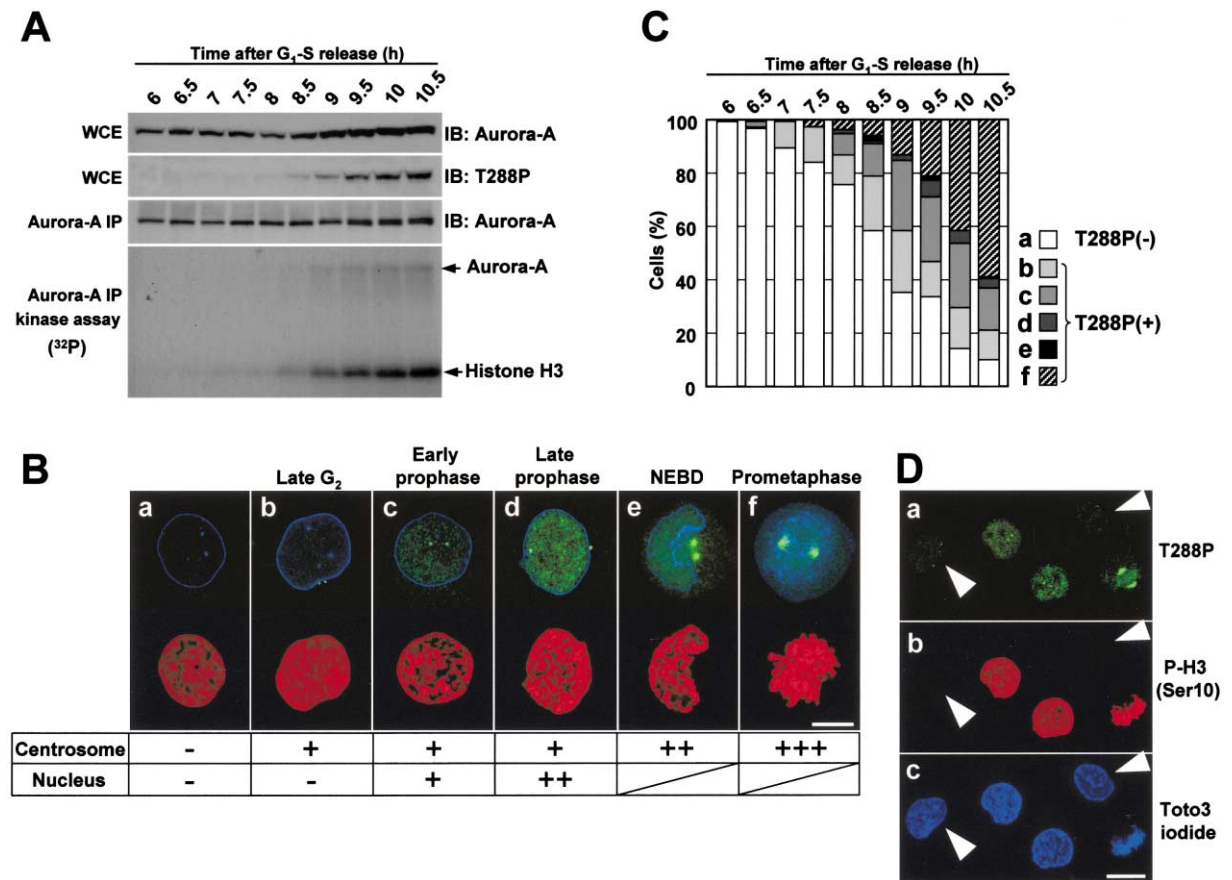 A
Time after G1-S release (h)
6 6.5 7 7.5 8 8.5 9 9.5 10 10.5
WCE IB: Aurora-A
WCE IB: T288P
Aurora-A IP IB: Aurora-A
Aurora-A IP
kinase assay
(32P)
Aurora-A
Histone H3
C
Time after G1-S release (h)
6 6.5 7 7.5 8 8.5 9 9.5 10 10.5
Cells (%)
100
80
60
40
20
0
a T288P(-)
b
c
d
e
f
T288P(+)
B
Late G2
Early
prophase
Late
prophase
NEBD
Prometaphase
a b c d e f
Centrosome - + + + ++ +++
Nucleus - - + ++
D
a
T288P
b
P-H3
(Ser10)
c
Toto3
iodide